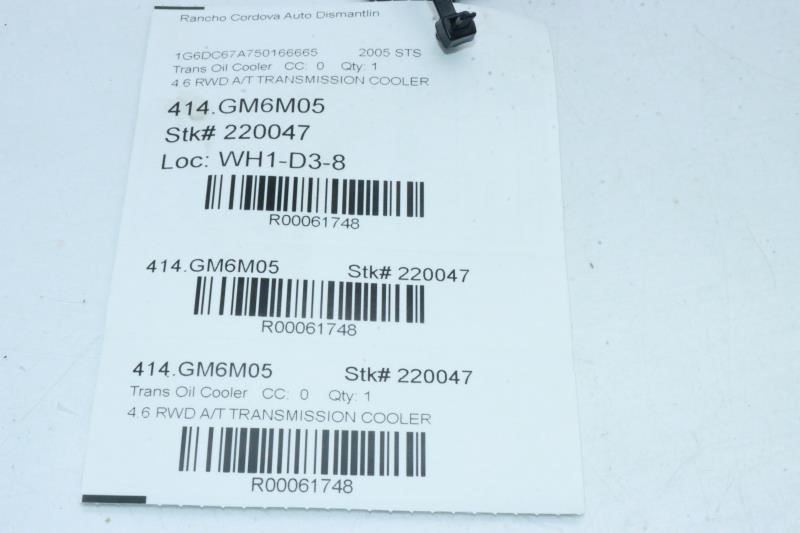 Rancho Cordova Auto Dismantlin
1G6DC67A750166665 2005 STS
Trans Oil Cooler CC: 0 Qty: 1
4.6 RWD A/T TRANSMISSION COOLER
414.GM6M05
Stk# 220047
Loc: WH1-D3-8
R00061748
414.GM6M05 Stk# 220047
R00061748
414.GM6M05 Stk# 220047
Trans Oil Cooler CC: 0 Qty: 1
4.6 RWD A/T TRANSMISSION COOLER
R00061748